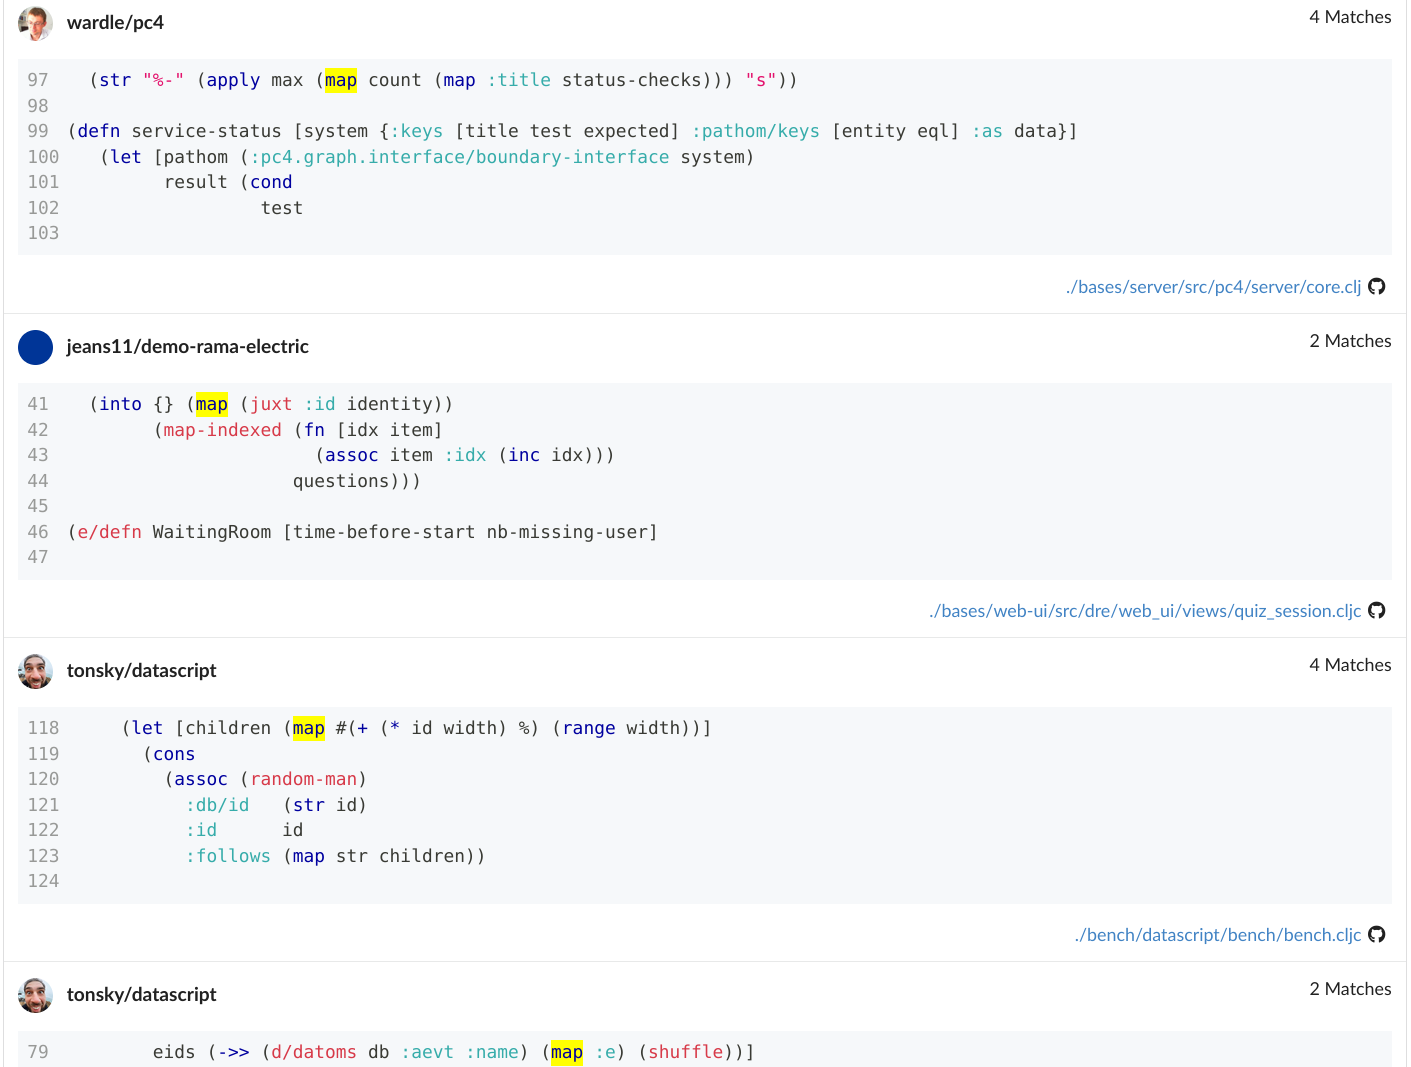 wardle/pc4
4 Matches
97 (str "%-" (apply max (map count (map :title status-checks))) "s"))
98
99 (defn service-status [system {:keys [title test expected] :pathom/keys [entity eql] :as data}]
100 (let [pathom (:pc4.graph.interface/boundary-interface system)
101 result (cond
102 test
103
./bases/server/src/pc4/server/core.clj
jeans11/demo-rama-electric
2 Matches
41 (into {} (map (juxt :id identity))
42 (map-indexed (fn [idx item]
43 (assoc item :idx (inc idx)))
44 questions)))
45
46 (e/defn WaitingRoom [time-before-start nb-missing-user]
47
./bases/web-ui/src/dre/web_ui/views/quiz_session.cljc
tonsky/datascript
4 Matches
118 (let [children (map #(+ (* id width) %) (range width))]
119 (cons
120 (assoc (random-man)
121 :db/id (str id)
122 :id id
123 :follows (map str children))
124
./bench/datascript/bench/bench.cljc
tonsky/datascript
2 Matches
79 eids (->> (d/datoms db :aevt :name) (map :e) (shuffle))]